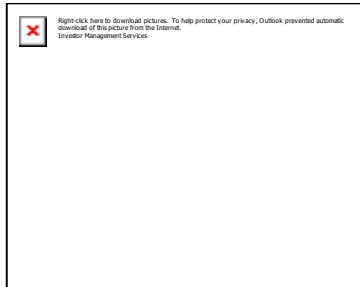 Right-click here to download pictures. To help protect your privacy, Outlook prevented automatic
download of this picture from the Internet.
Investor Management Services